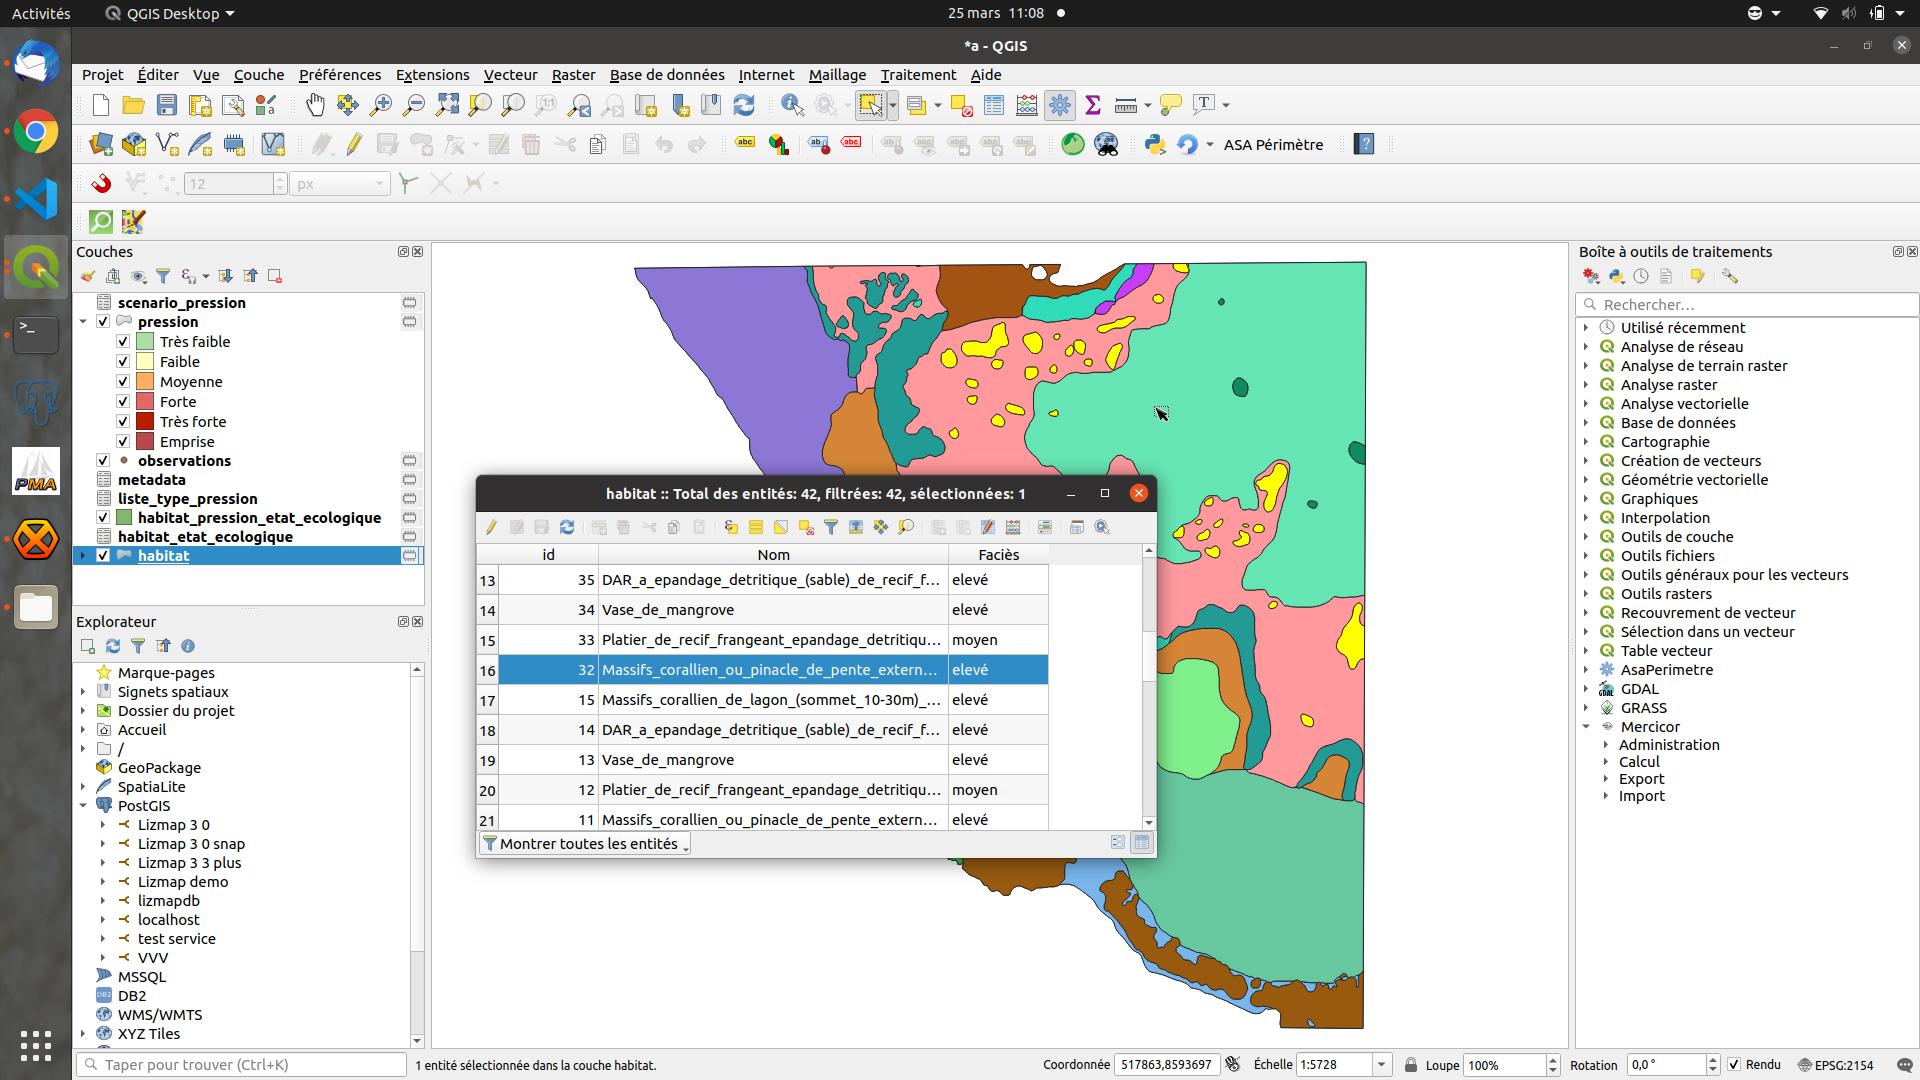 Activités
QGIS Desktop
25 mars 11:08
*a - QGIS
Projet Éditer Vue Couche Préférences Extensions Vecteur Raster Base de données Internet Maillage Traitement Aide
ASA Périmètre
12 px
Couches
scenario_pression
pression
Très faible
Faible
Moyenne
Forte
Très forte
Emprise
observations
metadata
liste_type_pression
habitat_pression_etat_ecologique
habitat_etat_ecologique
habitat
Explorateur
Marque-pages
Signets spatiaux
Dossier du projet
Accueil
/
GeoPackage
SpatiaLite
PostGIS
Lizmap 3 0
Lizmap 3 0 snap
Lizmap 3 3 plus
Lizmap demo
lizmapdb
localhost
test service
VVV
MSSQL
DB2
WMS/WMTS
XYZ Tiles
PMA
habitat :: Total des entités: 42, filtrées: 42, sélectionnées: 1
id Nom Faciès
13 35 DAR_a_epandage_detritique_(sable)_de_recif_f... elevé
14 34 Vase_de_mangrove elevé
15 33 Platier_de_recif_frangeant_epandage_detritiqu... moyen
16 32 Massifs_corallien_ou_pinacle_de_pente_extern... elevé
17 15 Massifs_corallien_de_lagon_(sommet_10-30m)_... elevé
18 14 DAR_a_epandage_detritique_(sable)_de_recif_f... elevé
19 13 Vase_de_mangrove elevé
20 12 Platier_de_recif_frangeant_epandage_detritiqu... moyen
21 11 Massifs_corallien_ou_pinacle_de_pente_extern... elevé
Montrer toutes les entités
Boîte à outils de traitements
Rechercher…
Utilisé récemment
Analyse de réseau
Analyse de terrain raster
Analyse raster
Analyse vectorielle
Base de données
Cartographie
Création de vecteurs
Géométrie vectorielle
Graphiques
Interpolation
Outils de couche
Outils fichiers
Outils généraux pour les vecteurs
Outils rasters
Recouvrement de vecteur
Sélection dans un vecteur
Table vecteur
AsaPerimetre
GDAL
GRASS
Mercicor
Administration
Calcul
Export
Import
Taper pour trouver (Ctrl+K)
1 entité sélectionnée dans la couche habitat.
Coordonnée 517863,8593697
Échelle 1:5728
Loupe 100%
Rotation 0,0 °
Rendu
EPSG:2154